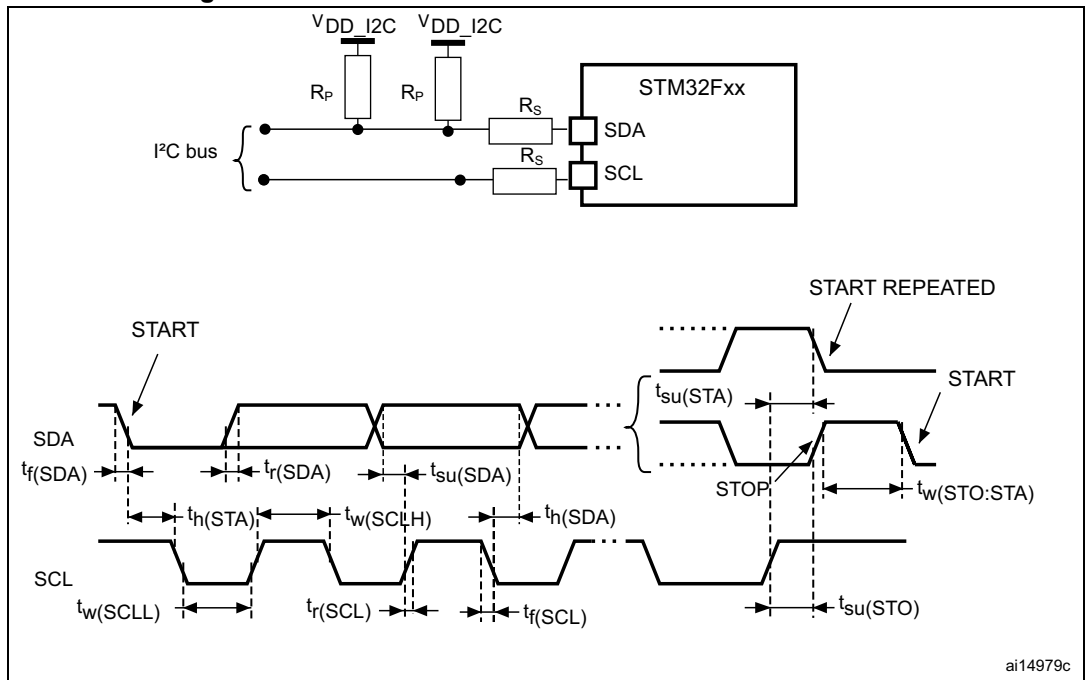 VDD_I2C VDD_I2C
RP RP
STM32Fxx
RS
SDA
I²C bus
RS
SCL
START REPEATED
START
START
tsu(STA)
SDA
tf(SDA) tr(SDA) tsu(SDA)
STOP
tw(STO:STA)
th(STA) tw(SCLH) th(SDA)
SCL
tw(SCLL) tr(SCL) tf(SCL) tsu(STO)
ai14979c